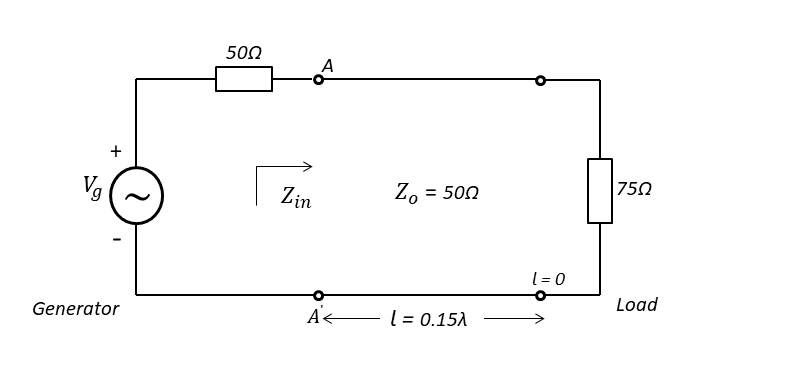 50Ω
A
+
Vg
~
-
Zin
Zo = 50Ω
75Ω
l = 0
Generator
A'
l = 0.15λ
Load